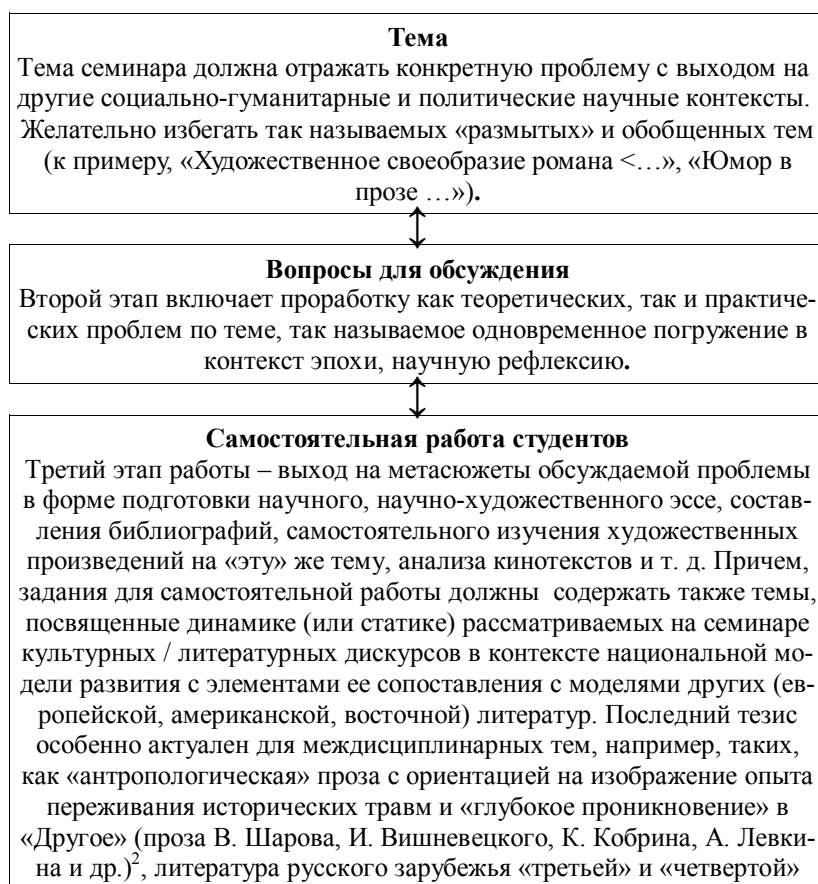 Тема
Тема семинара должна отражать конкретную проблему с выходом на
другие социально-гуманитарные и политические научные контексты.
Желательно избегать так называемых «размытых» и обобщенных тем
(к примеру, «Художественное своеобразие романа <…», «Юмор в
прозе …»).
Вопросы для обсуждения
Второй этап включает проработку как теоретических, так и практиче-
ских проблем по теме, так называемое одновременное погружение в
контекст эпохи, научную рефлексию.
Самостоятельная работа студентов
Третий этап работы – выход на метасюжеты обсуждаемой проблемы
в форме подготовки научного, научно-художественного эссе, состав-
ления библиографий, самостоятельного изучения художественных
произведений на «эту» же тему, анализа кинотекстов и т. д. Причем,
задания для самостоятельной работы должны содержать также темы,
посвященные динамике (или статике) рассматриваемых на семинаре
культурных / литературных дискурсов в контексте национальной мо-
дели развития с элементами ее сопоставления с моделями других (ев-
ропейской, американской, восточной) литератур. Последний тезис
особенно актуален для междисциплинарных тем, например, таких,
как «антропологическая» проза с ориентацией на изображение опыта
переживания исторических травм и «глубокое проникновение» в
«Другое» (проза В. Шарова, И. Вишневецкого, К. Кобрина, А. Левки-
на и др.)², литература русского зарубежья «третьей» и «четвертой»